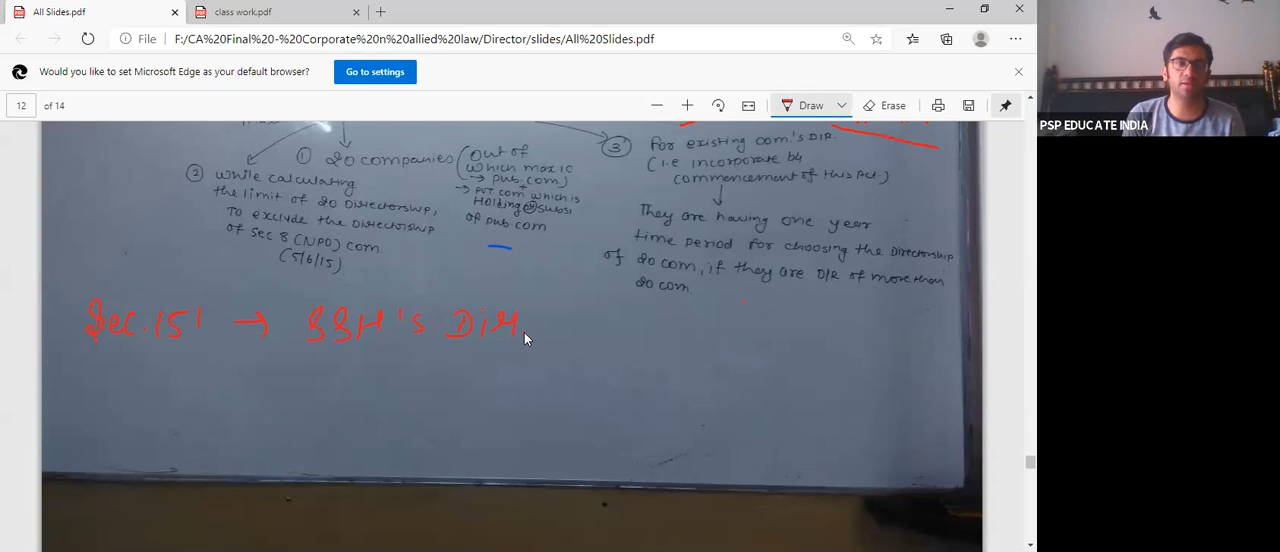 All Slides.pdf
class work.pdf
File
F:/CA%20Final%20-%20Corporate%20n%20allied%20law/Director/slides/All%20Slides.pdf
Would you like to set Microsoft Edge as your default browser?
Go to settings
12
of 14
Draw
Erase
PSP EDUCATE INDIA
① 20 companies (out of
which max 10
→ pub.com)
→ pvt com which is
Holding or subsi
of pub.com
② while calculating
the limit of 20 Directorship,
To exclude the Directorship
of Sec 8 (NPO) com.
(5/6/15)
③ For existing com.'s DIR.
(i.e incorporate by
commencement of this Act.)
They are having one year
time period for choosing the Directorship
of 20 com, if they are DIR of more than
20 com
Sec.151 → SSH's Dir